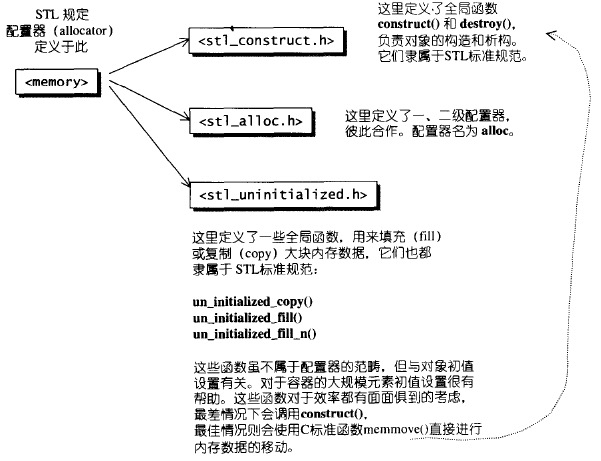 STL 规定
配置器（allocator）
定义于此
<memory>
<stl_construct.h>
这里定义了全局函数
construct() 和 destroy(),
负责对象的构造和析构。
它们隶属于STL标准规范。
<stl_alloc.h>
这里定义了一、二级配置器，
彼此合作。配置器名为 alloc。
<stl_uninitialized.h>
这里定义了一些全局函数，用来填充（fill）
或复制（copy）大块内存数据，它们也都
隶属于 STL标准规范：
un_initialized_copy()
un_initialized_fill()
un_initialized_fill_n()
这些函数虽不属于配置器的范畴，但与对象初值
设置有关。对于容器的大规模元素初值设置很有
帮助。这些函数对于效率都有面面俱到的考虑，
最差情况下会调用construct(),
最佳情况则会使用C标准函数memmove()直接进行
内存数据的移动。